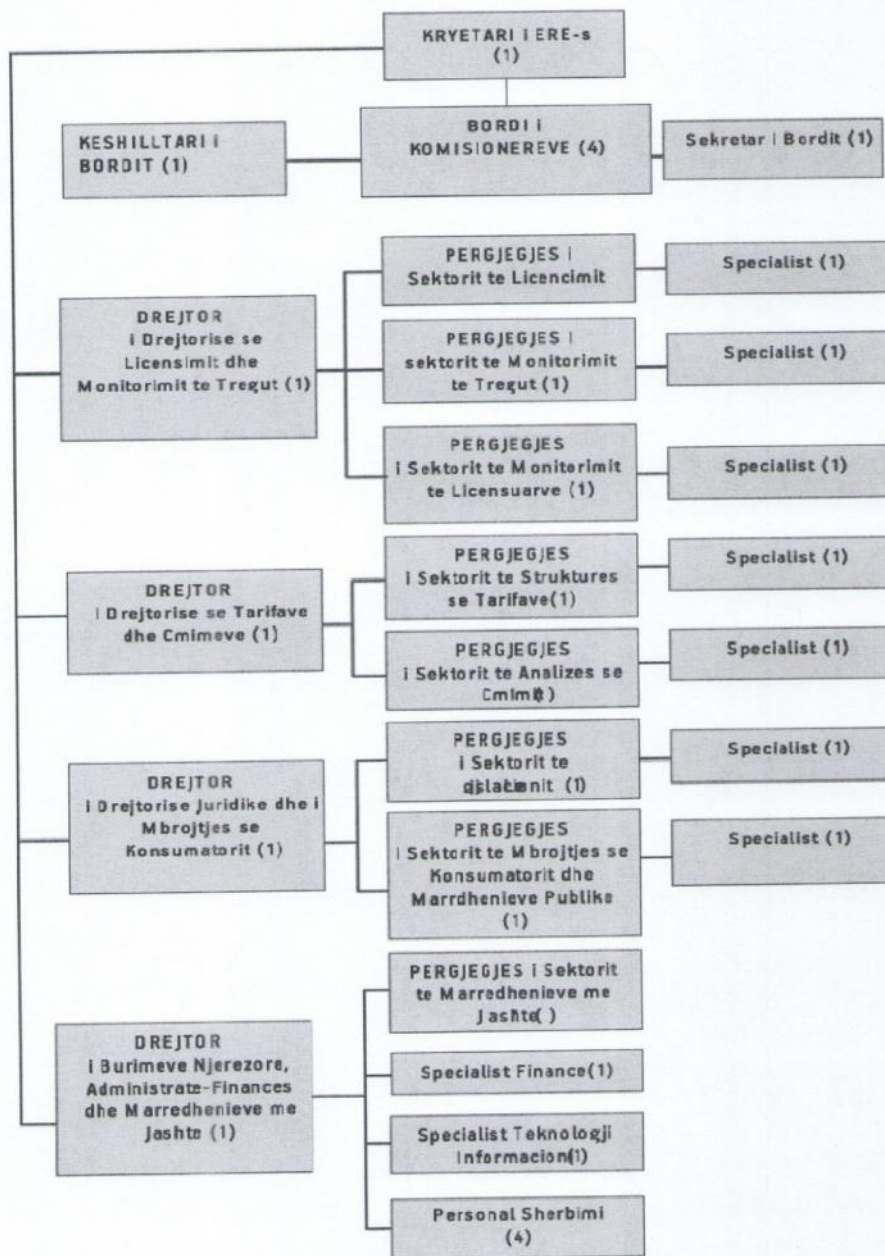 KRYETARI I ERE-s
(1)
KESHILLTARI i
BORDIT (1)
BORDI i
KOMISIONEREVE (4)
Sekretar i Bordit (1)
DREJTOR
i Drejtorise se
Licensimit dhe
Monitorimit te Tregut (1)
PERGJEGJES i
Sektorit te Licencimit
Specialist (1)
PERGJEGJES i
sektorit te Monitorimit
te Tregut (1)
Specialist (1)
PERGJEGJES
i Sektorit te Monitorimit
te Licensuarve (1)
Specialist (1)
DREJTOR
i Drejtorise se Tarifave
dhe Cmimeve (1)
PERGJEGJES
i Sektorit te Struktures
se Tarifave(1)
Specialist (1)
PERGJEGJES
i Sektorit te Analizes se
Specialist (1)
DREJTOR
i Drejtorise Juridike dhe i
Mbrojtjes se
Konsumatorit (1)
PERGJEGJES
i Sektorit te
(1)
Specialist (1)
PERGJEGJES
i Sektorit te Mbrojtjes se
Konsumatorit dhe
Marrdhenieve Publike
(1)
Specialist (1)
DREJTOR
i Burimeve Njerezore,
Administrate-Finances
dhe Marredhenieve me
Jashte (1)
PERGJEGJES i Sektorit
te Marredhenieve me
Jashte( )
Specialist Finance(1)
Specialist Teknologji
Informacion(1)
Personal Sherbimi
(4)